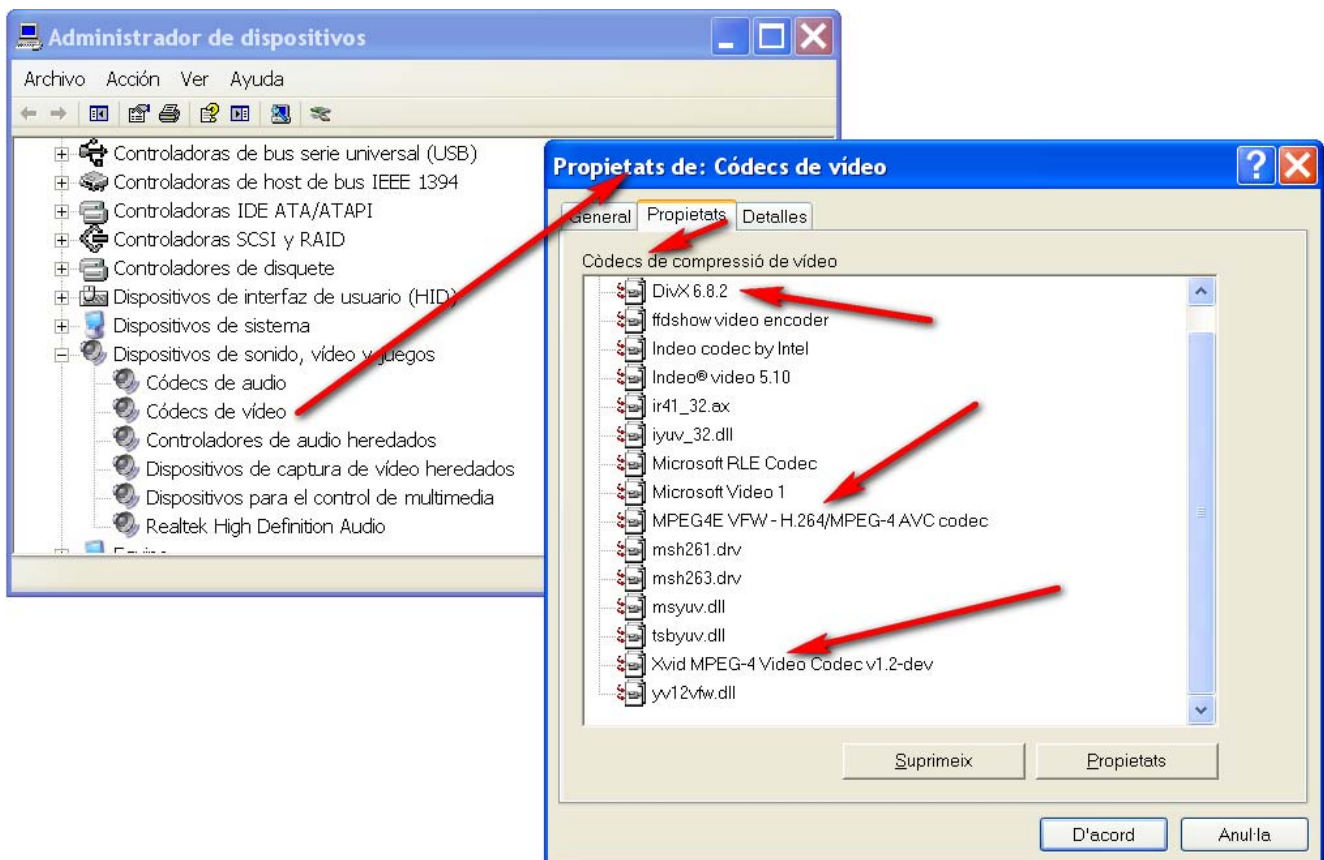 Administrador de dispositivos
Archivo Acción Ver Ayuda
Controladoras de bus serie universal (USB)
Controladoras de host de bus IEEE 1394
Controladoras IDE ATA/ATAPI
Controladoras SCSI y RAID
Controladores de disquete
Dispositivos de interfaz de usuario (HID)
Dispositivos de sistema
Dispositivos de sonido, vídeo y juegos
Códecs de audio
Códecs de vídeo
Controladores de audio heredados
Dispositivos de captura de vídeo heredados
Dispositivos para el control de multimedia
Realtek High Definition Audio
Propietats de: Códecs de vídeo
General Propietats Detalles
Còdecs de compressió de vídeo
DivX 6.8.2
ffdshow video encoder
Indeo codec by Intel
Indeo® video 5.10
ir41_32.ax
iyuv_32.dll
Microsoft RLE Codec
Microsoft Video 1
MPEG4E VFW - H.264/MPEG-4 AVC codec
msh261.drv
msh263.drv
msyuv.dll
tsbyuv.dll
Xvid MPEG-4 Video Codec v1.2-dev
yv12vfw.dll
Suprimeix Propietats
D'acord Anul·la